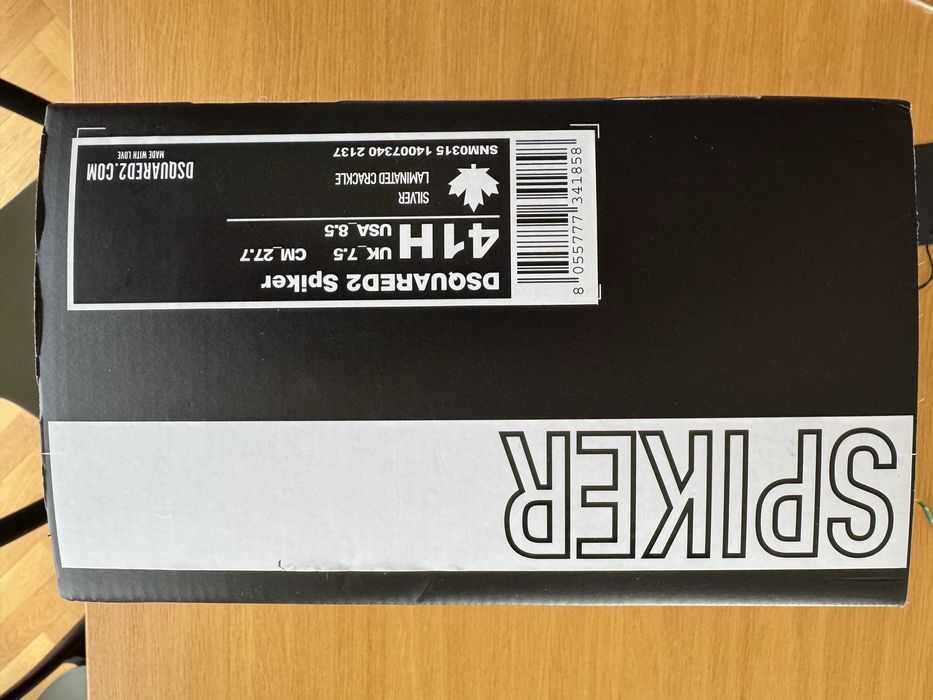 SPIKER
DSQUARED2 Spiker
41H
UK_7.5 CM_27.7
USA_8.5
SILVER
LAMINATED CRACKLE
SNM0315 14007340 2137
8 055777 341858
DSQUARED2.COM
MADE WITH LOVE